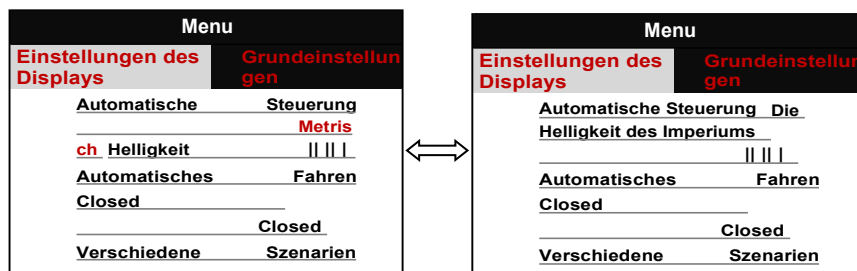 Menu
Einstellungen des Displays
Grundeinstellun
gen
Automatische Steuerung
Metris
ch Helligkeit || || |
Automatisches Fahren
Closed
Closed
Verschiedene Szenarien
Menu
Einstellungen des Displays
Grundeinstellun
gen
Automatische Steuerung Die
Helligkeit des Imperiums
|| || |
Automatisches Fahren
Closed
Closed
Verschiedene Szenarien